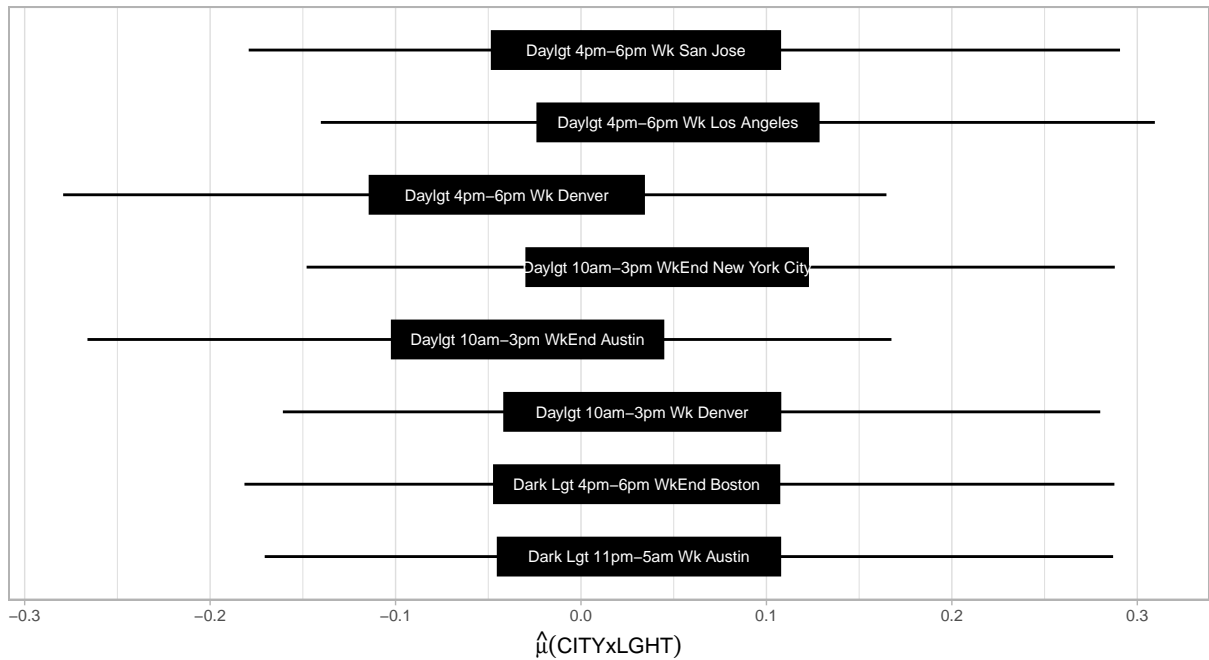 Daylgt 4pm−6pm Wk San Jose
Daylgt 4pm−6pm Wk Los Angeles
Daylgt 4pm−6pm Wk Denver
Daylgt 10am−3pm WkEnd New York City
Daylgt 10am−3pm WkEnd Austin
Daylgt 10am−3pm Wk Denver
Dark Lgt 4pm−6pm WkEnd Boston
Dark Lgt 11pm−5am Wk Austin
−0.3 −0.2 −0.1 0.0 0.1 0.2 0.3
μ̂(CITYxLGHT)